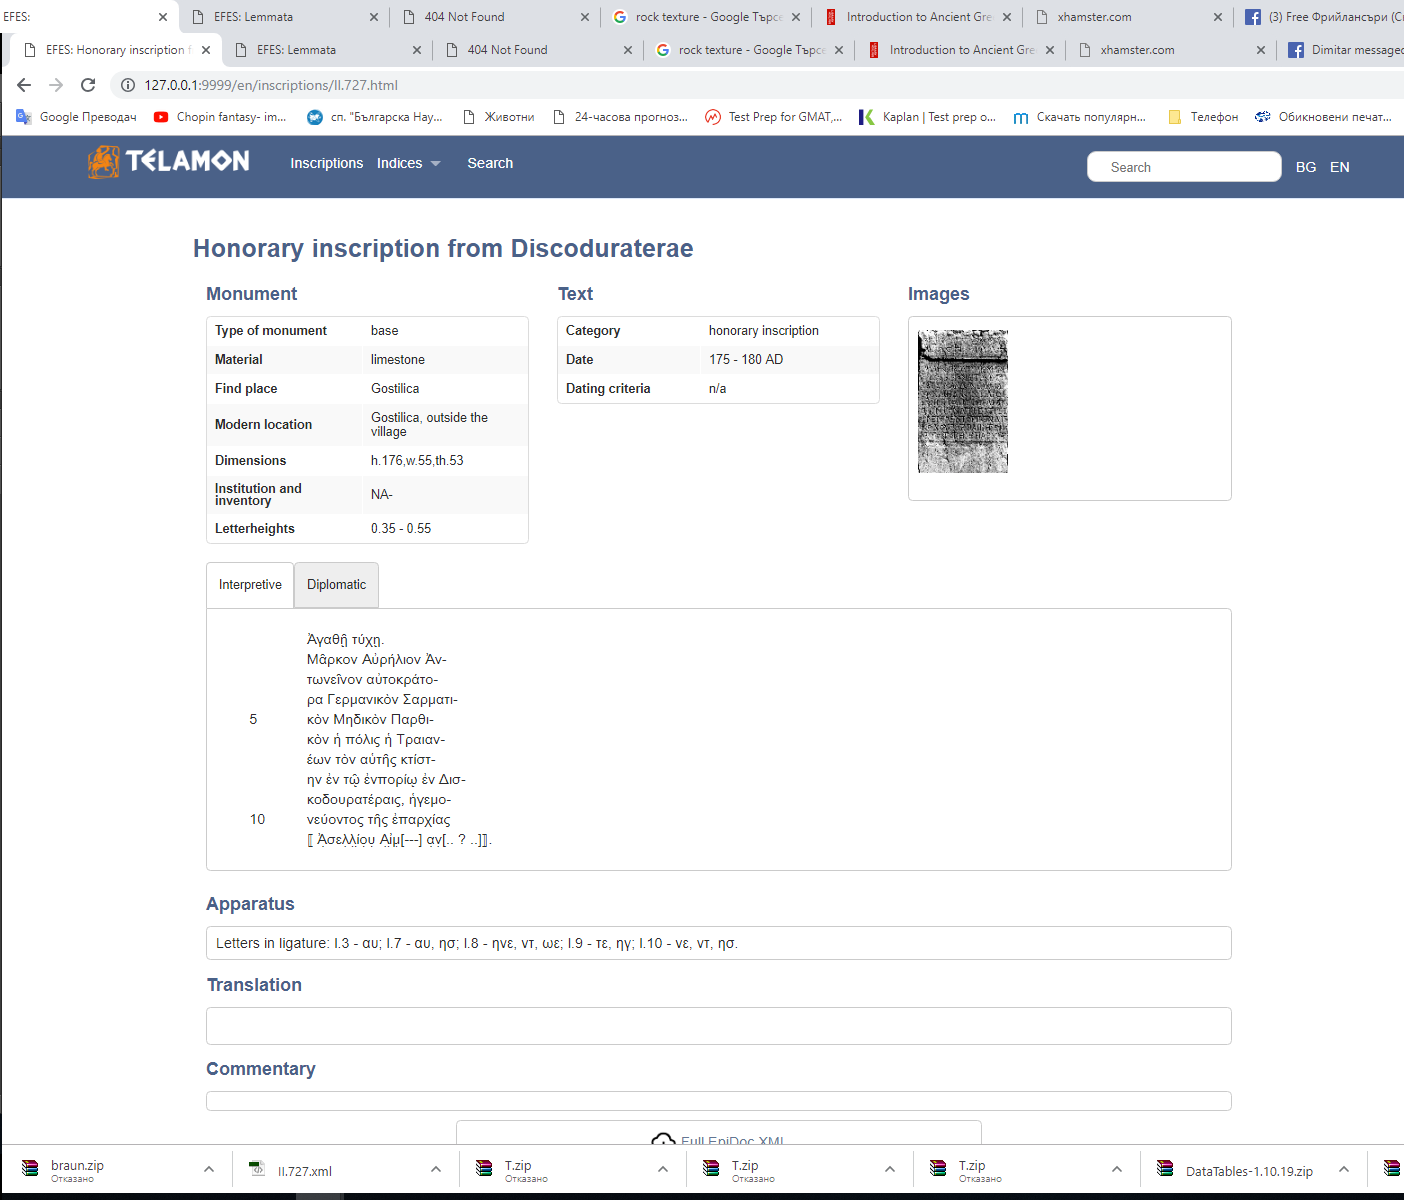 EFES:
EFES: Lemmata
404 Not Found
rock texture - Google Търсе
Introduction to Ancient Gre
xhamster.com
(3) Free Фрийлансъри (С
EFES: Honorary inscription f
EFES: Lemmata
404 Not Found
rock texture - Google Търсе
Introduction to Ancient Gre
xhamster.com
Dimitar messaged
127.0.0.1:9999/en/inscriptions/II.727.html
Google Преводач
Chopin fantasy- im...
сп. "Българска Нау...
Животни
24-часова прогноз...
Test Prep for GMAT,...
Kaplan | Test prep o...
Скачать популярн...
Телефон
Обикновени печат...
TELAMON
Inscriptions
Indices
Search
Search
BG
EN
Honorary inscription from Discoduraterae
Monument
Type of monument base
Material limestone
Find place Gostilica
Modern location Gostilica, outside the
village
Dimensions h.176,w.55,th.53
Institution and
inventory NA-
Letterheights 0.35 - 0.55
Text
Category honorary inscription
Date 175 - 180 AD
Dating criteria n/a
Images
Interpretive
Diplomatic
Ἀγαθῇ τύχῃ.
Μᾶρκον Αὐρήλιον Ἀν-
τωνεῖνον αὐτοκράτο-
ρα Γερμανικὸν Σαρματι-
5 κὸν Μηδικὸν Παρθι-
κὸν ἡ πόλις ἡ Τραιαν-
έων τὸν αὑτῆς κτίστ-
ην ἐν τῷ ἐνπορίῳ ἐν Δισ-
κοδουρατέραις, ἡγεμο-
10 νεύοντος τῆς ἐπαρχίας
⟦ Ἀ̣σελ̣λ̣ίο̣υ̣ Αἰ̣μ̣[---] α̣ν̣[.. ? ..]⟧.
Apparatus
Letters in ligature: l.3 - αυ; l.7 - αυ, ησ; l.8 - ηνε, ντ, ωε; l.9 - τε, ηγ; l.10 - νε, ντ, ησ.
Translation
Commentary
Full EpiDoc XML
braun.zip
Отказано
II.727.xml
T.zip
Отказано
T.zip
Отказано
T.zip
Отказано
DataTables-1.10.19.zip